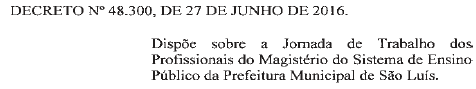 DECRETO Nº 48.300, DE 27 DE JUNHO DE 2016.
Dispõe sobre a Jornada de Trabalho dos
Profissionais do Magistério do Sistema de Ensino
Público da Prefeitura Municipal de São Luís.